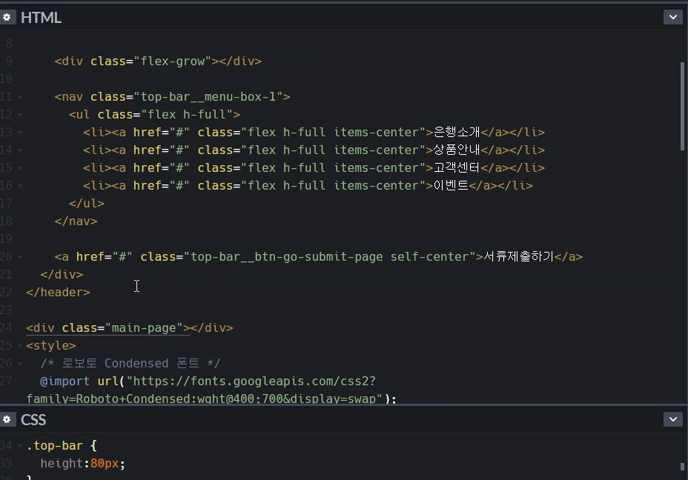 HTML
8
9 <div class="flex-grow"></div>
10
11 <nav class="top-bar__menu-box-1">
12 <ul class="flex h-full">
13 <li><a href="#" class="flex h-full items-center">은행소개</a></li>
14 <li><a href="#" class="flex h-full items-center">상품안내</a></li>
15 <li><a href="#" class="flex h-full items-center">고객센터</a></li>
16 <li><a href="#" class="flex h-full items-center">이벤트</a></li>
17 </ul>
18 </nav>
19
20 <a href="#" class="top-bar__btn-go-submit-page self-center">서류제출하기</a>
21 </div>
22 </header>
23
24 <div class="main-page"></div>
25 <style>
26 /* 로보토 Condensed 폰트 */
27 @import url("https://fonts.googleapis.com/css2?
family=Roboto+Condensed:wght@400;700&display=swap");
CSS
34 .top-bar {
35 height:80px;